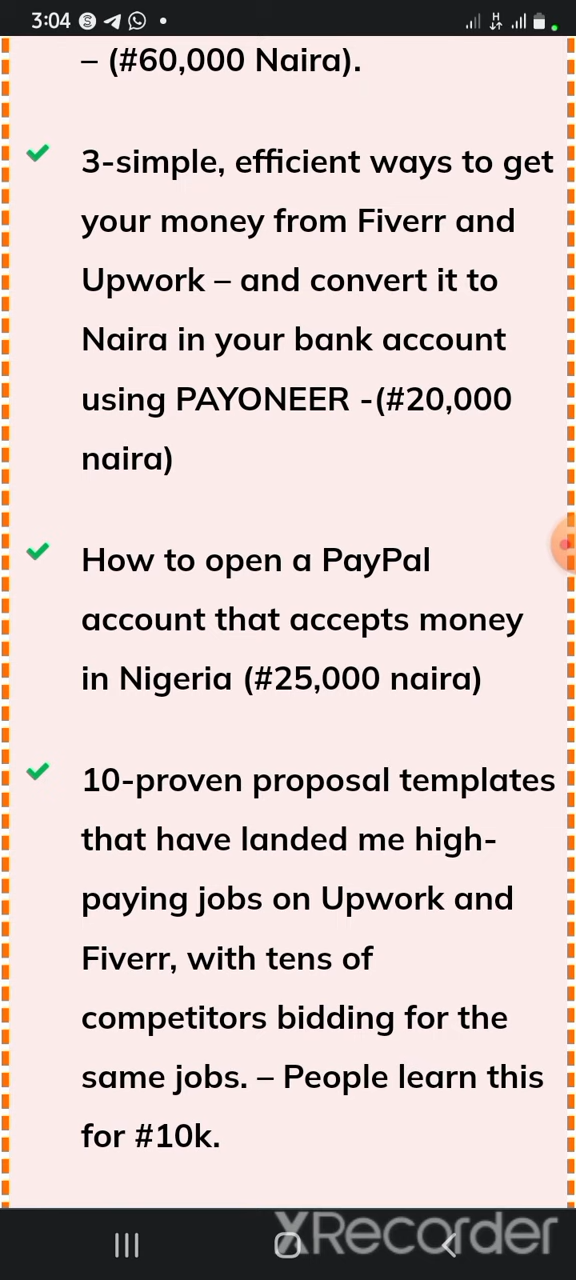 3:04
– (#60,000 Naira).
3-simple, efficient ways to get
your money from Fiverr and
Upwork – and convert it to
Naira in your bank account
using PAYONEER -(#20,000
naira)
How to open a PayPal
account that accepts money
in Nigeria (#25,000 naira)
10-proven proposal templates
that have landed me high-
paying jobs on Upwork and
Fiverr, with tens of
competitors bidding for the
same jobs. – People learn this
for #10k.
XRecorder